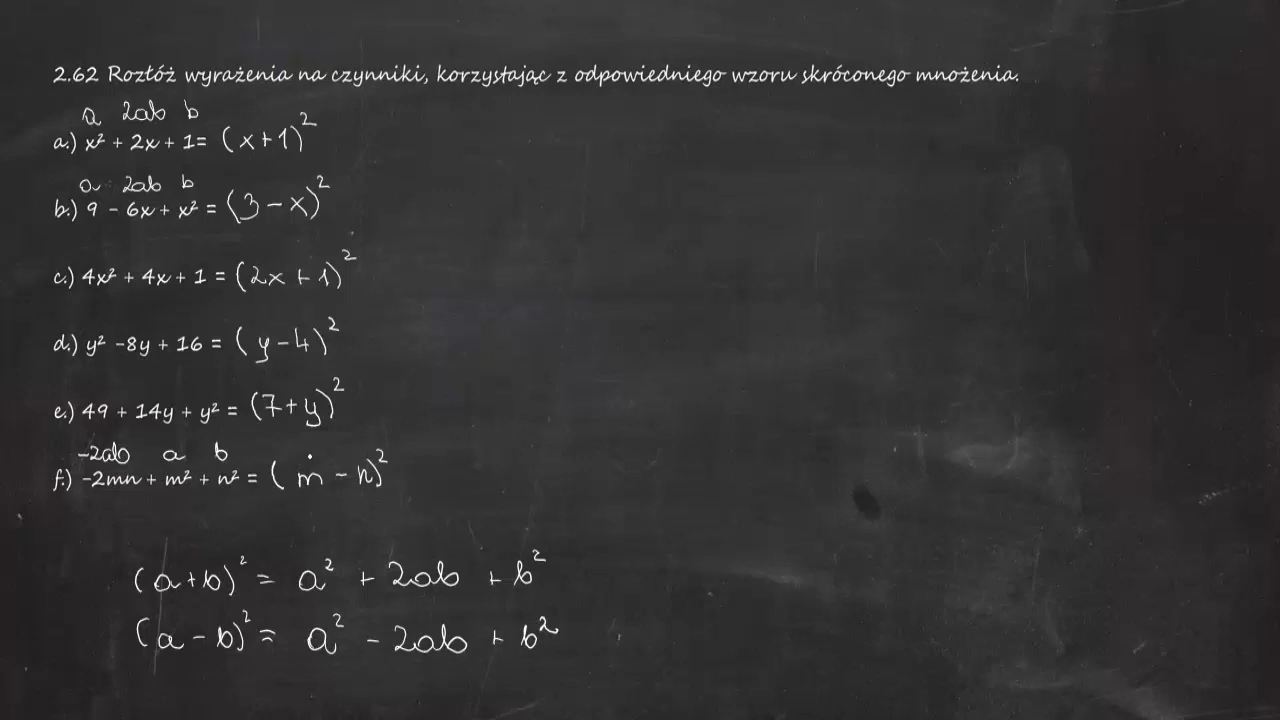 2.62 Rozłóż wyrażenia na czynniki, korzystając z odpowiedniego wzoru skróconego mnożenia.
a 2ab b
a.) x² + 2x + 1 = (x+1)²
a 2ab b
b.) 9 - 6x + x² = (3 - x)²
c.) 4x² + 4x + 1 = (2x + 1)²
d.) y² -8y + 16 = (y - 4)²
e.) 49 + 14y + y² = (7+y)²
-2ab a b
f.) -2mn + m² + n² = (m - n)²
(a+b)² = a² + 2ab + b²
(a - b)² = a² - 2ab + b²